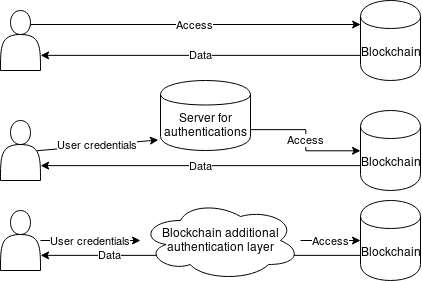 Access
Blockchain
Data
Server for
authentications
User credentials
Access
Blockchain
Data
Blockchain additional
authentication layer
User credentials
Access
Blockchain
Data